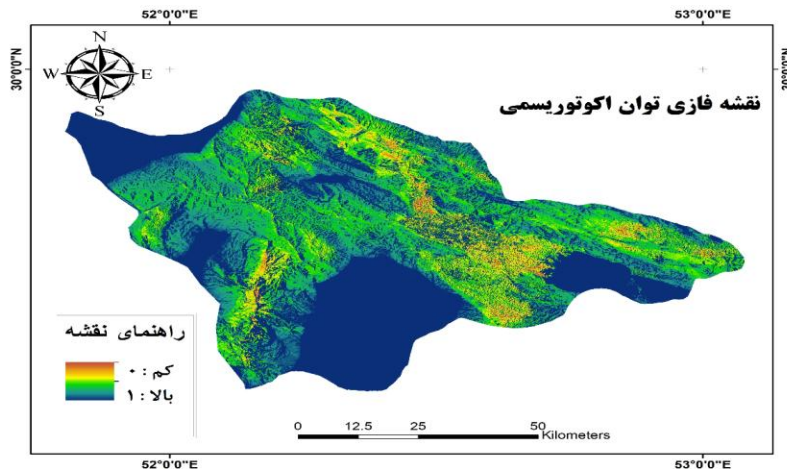 52°0'0"E
53°0'0"E
30°0'0"N
30°0'0"N
N
W
E
S
نقشه فازی توان اکوتوریسمی
راهنمای نقشه
کم : ۰
بالا : ۱
0
12.5
25
50
Kilometers
52°0'0"E
53°0'0"E